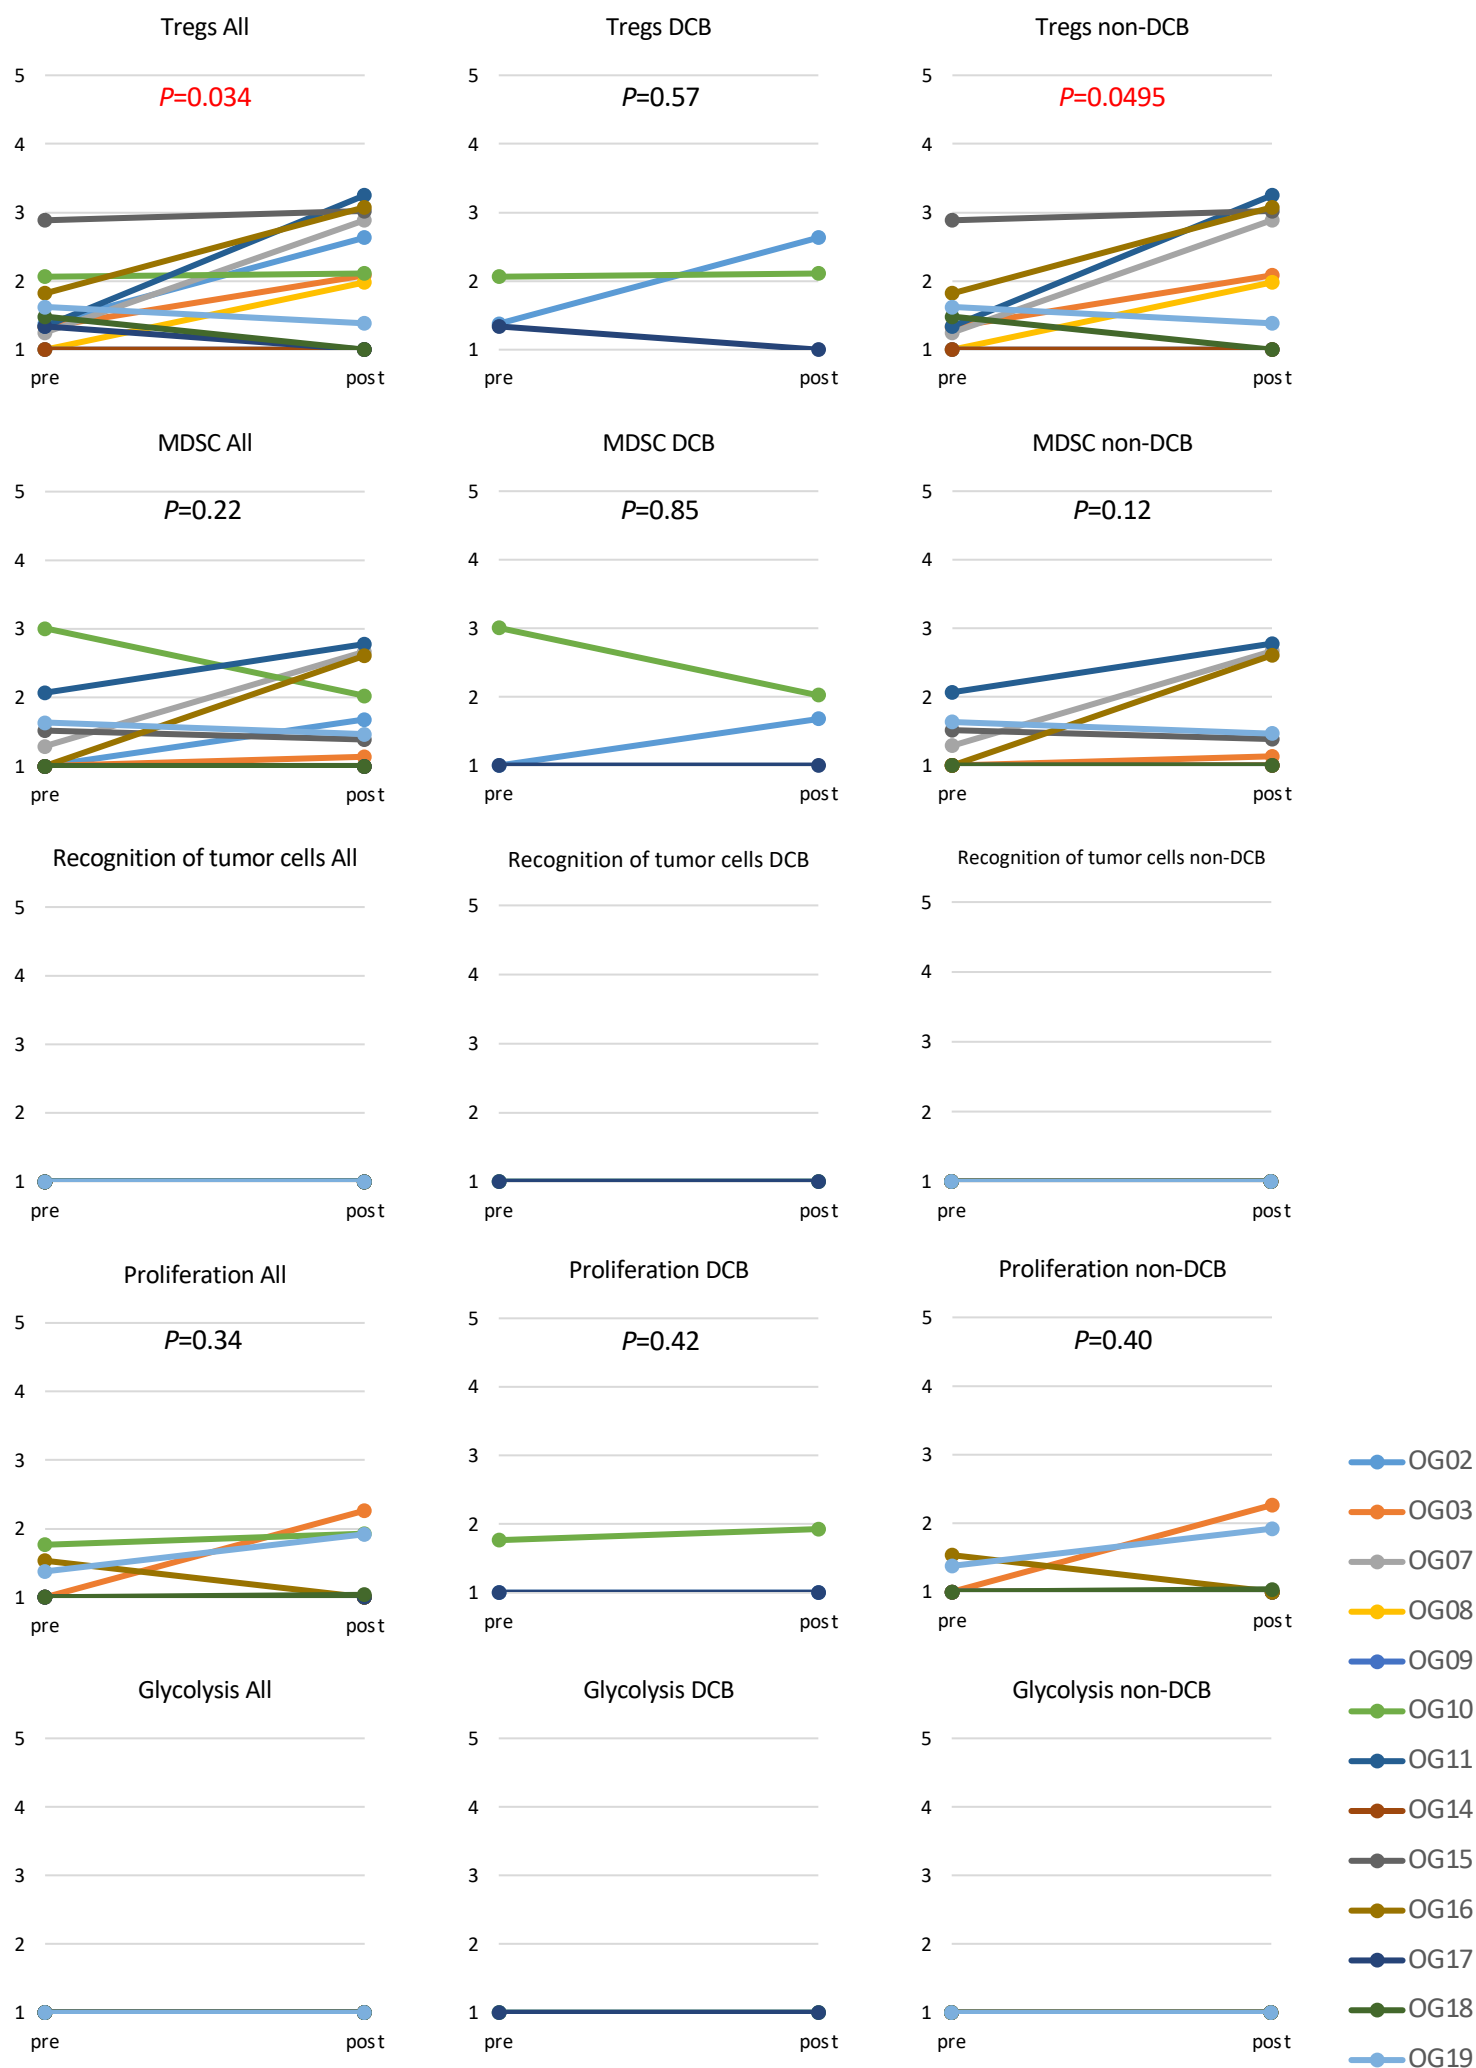 Tregs All
Tregs DCB
Tregs non-DCB
5
P=0.034
4
3
2
1
pre
post
5
P=0.57
4
3
2
1
pre
post
5
P=0.0495
4
3
2
1
pre
post
MDSC All
MDSC DCB
MDSC non-DCB
5
P=0.22
4
3
2
1
pre
post
5
P=0.85
4
3
2
1
pre
post
5
P=0.12
4
3
2
1
pre
post
Recognition of tumor cells All
Recognition of tumor cells DCB
Recognition of tumor cells non-DCB
5
4
3
2
1
pre
post
5
4
3
2
1
pre
post
5
4
3
2
1
pre
post
Proliferation All
Proliferation DCB
Proliferation non-DCB
5
P=0.34
4
3
2
1
pre
post
5
P=0.42
4
3
2
1
pre
post
5
P=0.40
4
3
2
1
pre
post
Glycolysis All
Glycolysis DCB
Glycolysis non-DCB
5
4
3
2
1
pre
post
5
4
3
2
1
pre
post
5
4
3
2
1
pre
post
OG02
OG03
OG07
OG08
OG09
OG10
OG11
OG14
OG15
OG16
OG17
OG18
OG19